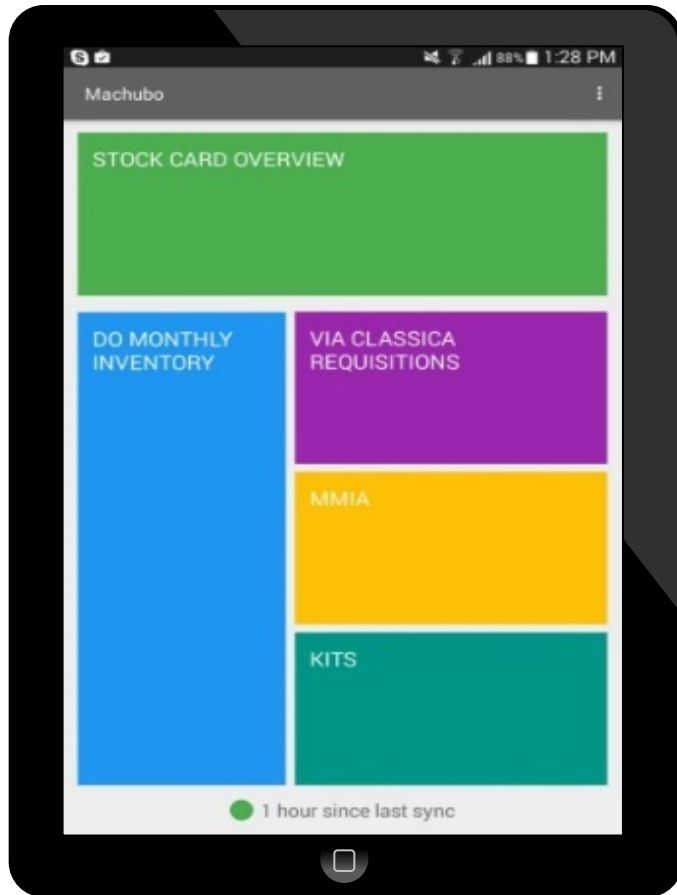 88% 1:28 PM
Machubo
STOCK CARD OVERVIEW
DO MONTHLY
INVENTORY
VIA CLASSICA
REQUISITIONS
MMIA
KITS
1 hour since last sync